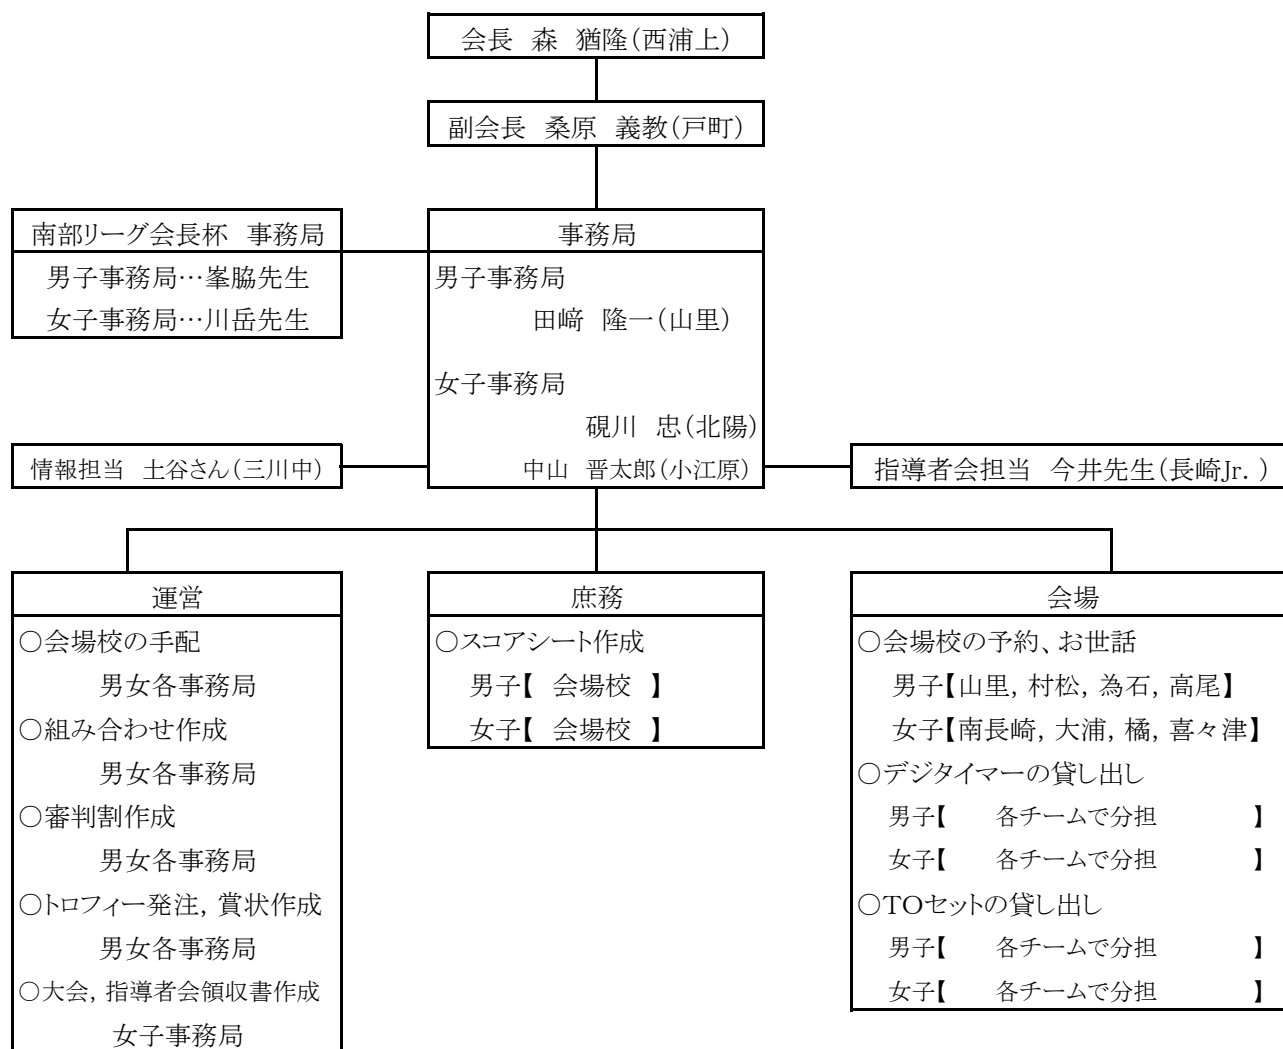 会長　森　猶隆（西浦上）
副会長　桑原　義教（戸町）
南部リーグ会長杯　事務局
男子事務局…峯脇先生
女子事務局…川岳先生
事務局
男子事務局
田﨑　隆一（山里）
女子事務局
硯川　忠（北陽）
中山　晋太郎（小江原）
情報担当　土谷さん（三川中）
指導者会担当　今井先生（長崎Jr．）
運営
○会場校の手配
男女各事務局
○組み合わせ作成
男女各事務局
○審判割作成
男女各事務局
○トロフィー発注，賞状作成
男女各事務局
○大会，指導者会領収書作成
女子事務局
庶務
○スコアシート作成
男子【　会場校　】
女子【　会場校　】
会場
○会場校の予約、お世話
男子【山里，村松，為石，高尾】
女子【南長崎，大浦，橘，喜々津】
○デジタイマーの貸し出し
男子【　　各チームで分担　　　　】
女子【　　各チームで分担　　　　】
○TOセットの貸し出し
男子【　　各チームで分担　　　　】
女子【　　各チームで分担　　　　】